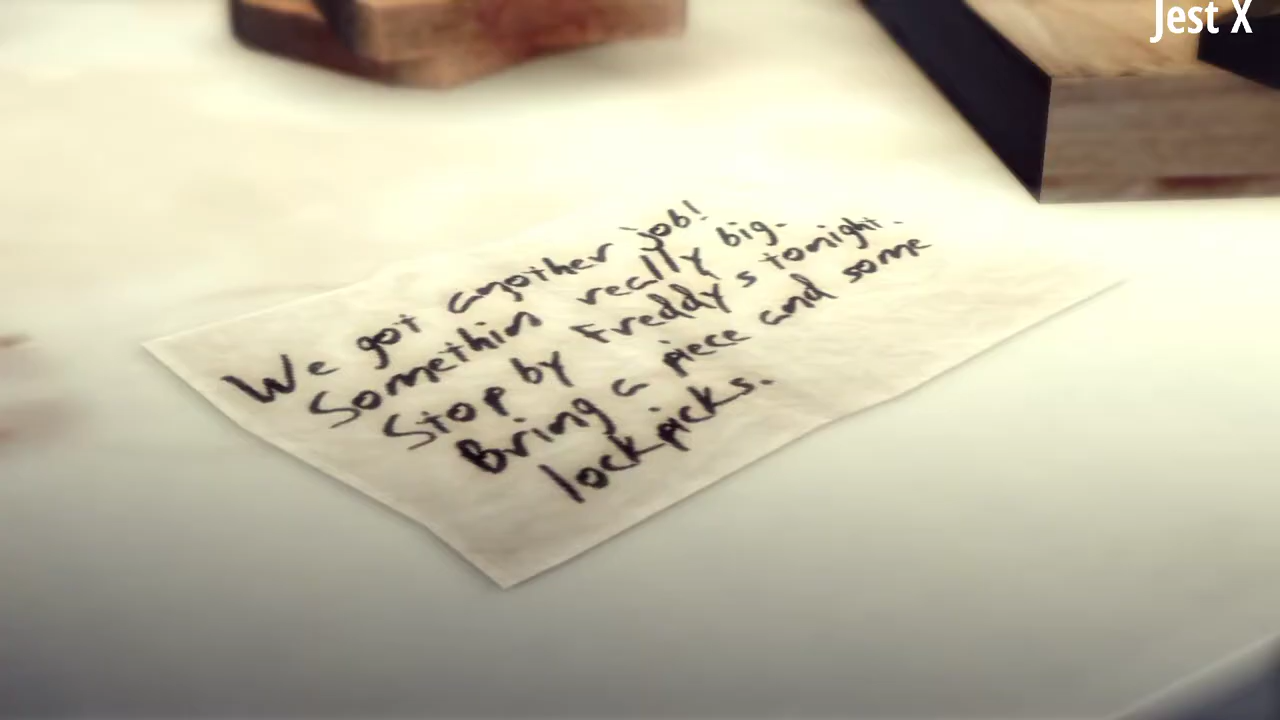 Jest X
We got another job!
Somethin really big.
Stop by Freddy's tonight.
Bring a piece and some
lockpicks.